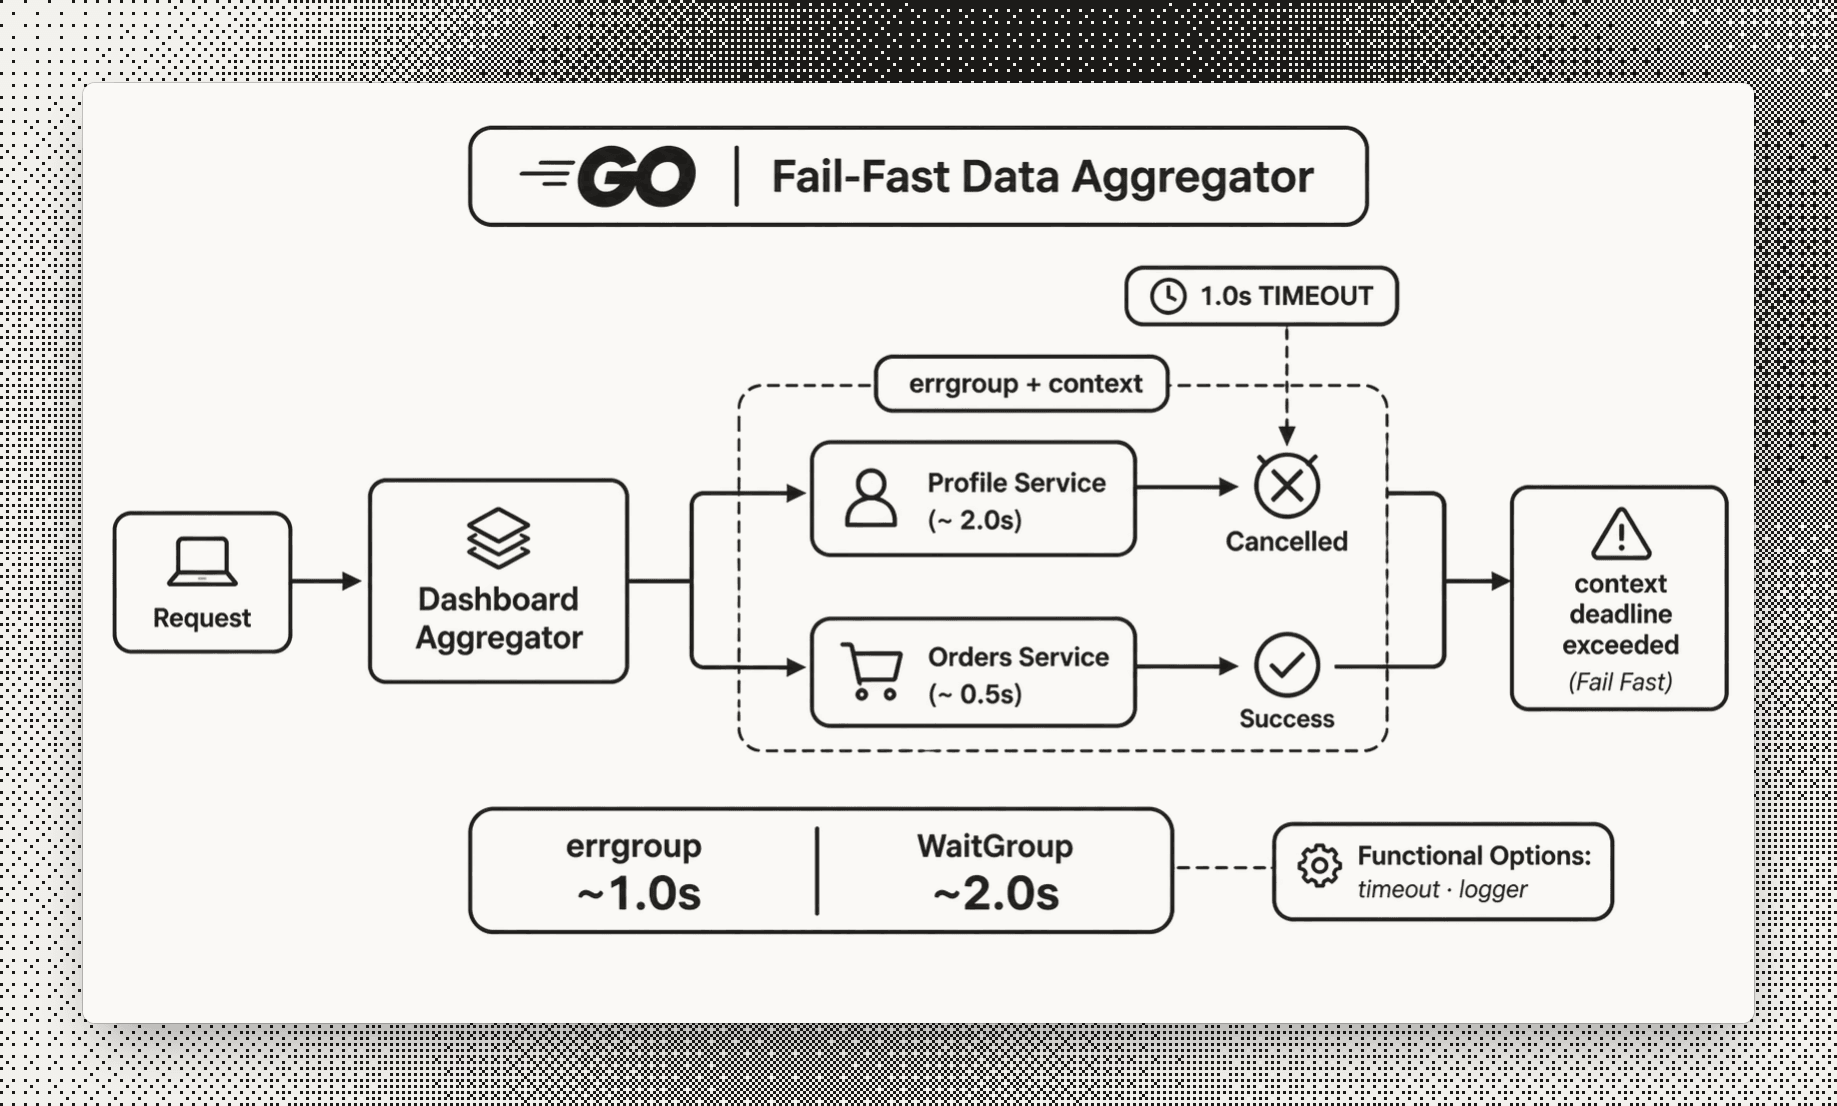 GO | Fail-Fast Data Aggregator
1.0s TIMEOUT
errgroup + context
Profile Service
(~ 2.0s)
Cancelled
Request
Dashboard
Aggregator
Orders Service
(~ 0.5s)
Success
context
deadline
exceeded
(Fail Fast)
errgroup
~1.0s
WaitGroup
~2.0s
Functional Options:
timeout · logger